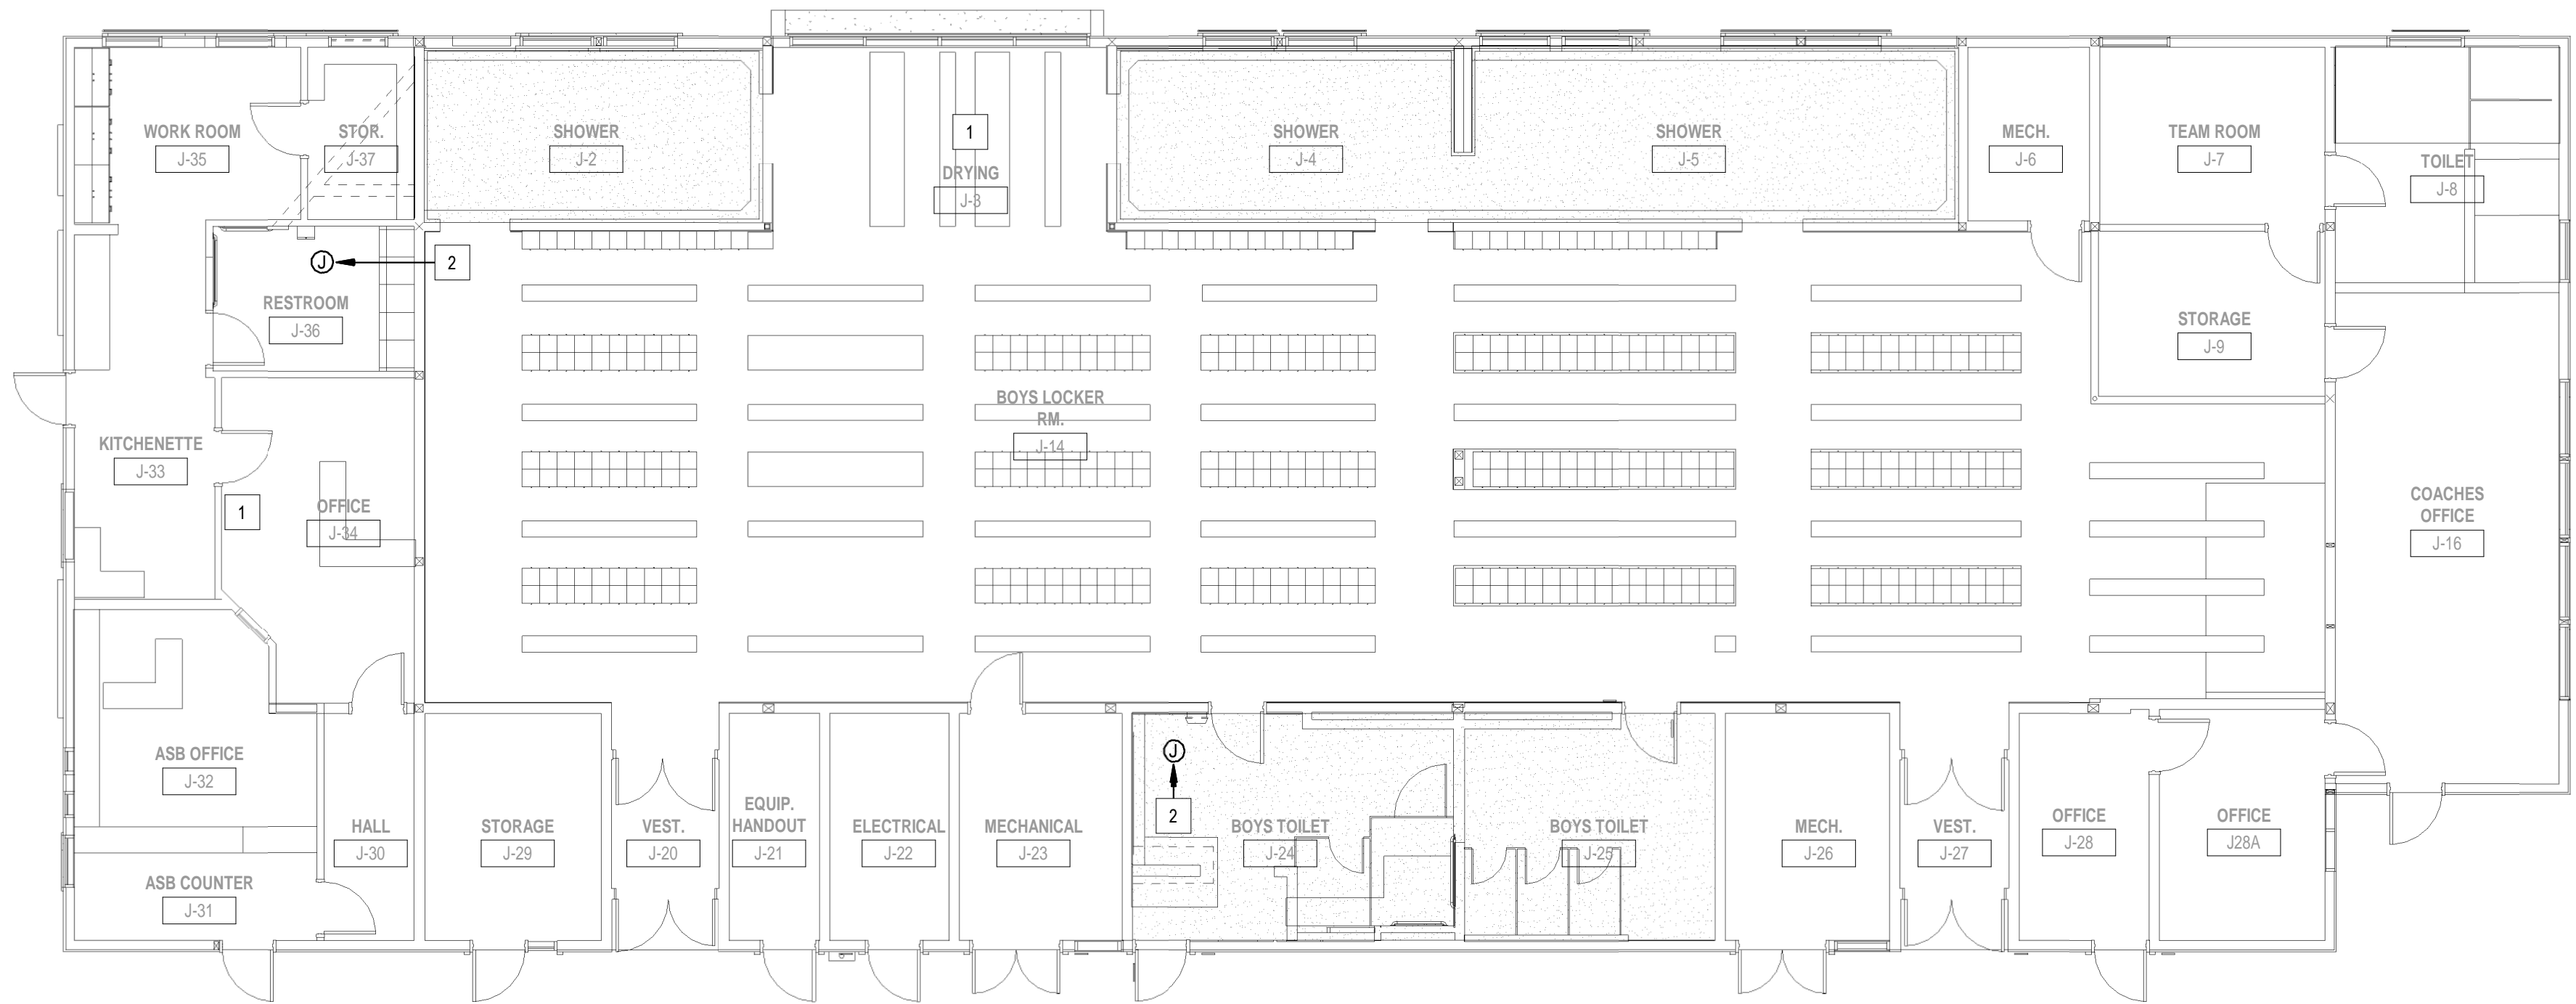 WORK ROOM
J-35
STOR.
J-37
SHOWER
J-2
1
DRYING
J-3
SHOWER
J-4
SHOWER
J-5
MECH.
J-6
TEAM ROOM
J-7
TOILET
J-8
J
2
RESTROOM
J-36
STORAGE
J-9
BOYS LOCKER
RM.
J-14
KITCHENETTE
J-33
1
OFFICE
J-34
COACHES
OFFICE
J-16
ASB OFFICE
J-32
HALL
J-30
ASB COUNTER
J-31
STORAGE
J-29
VEST.
J-20
EQUIP.
HANDOUT
J-21
ELECTRICAL
J-22
MECHANICAL
J-23
J
2
BOYS TOILET
J-24
BOYS TOILET
J-25
MECH.
J-26
VEST.
J-27
OFFICE
J-28
OFFICE
J28A